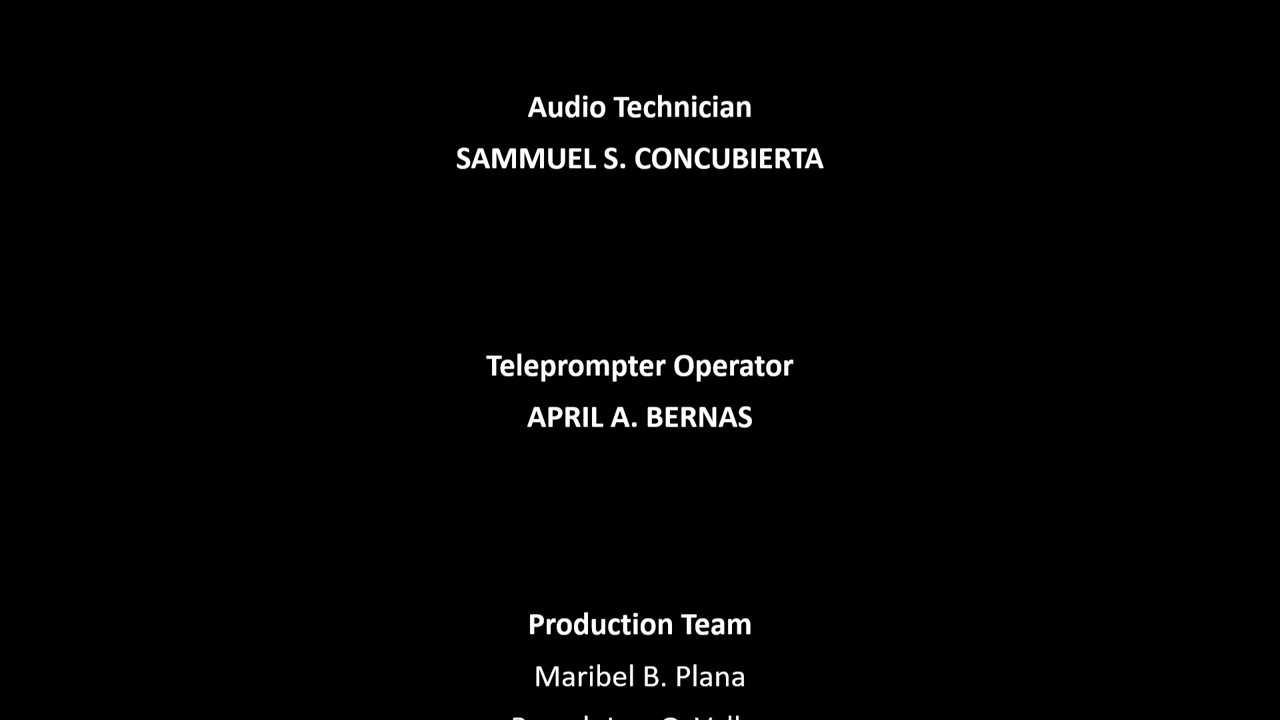 Audio Technician
SAMMUEL S. CONCUBIERTA
Teleprompter Operator
APRIL A. BERNAS
Production Team
Maribel B. Plana